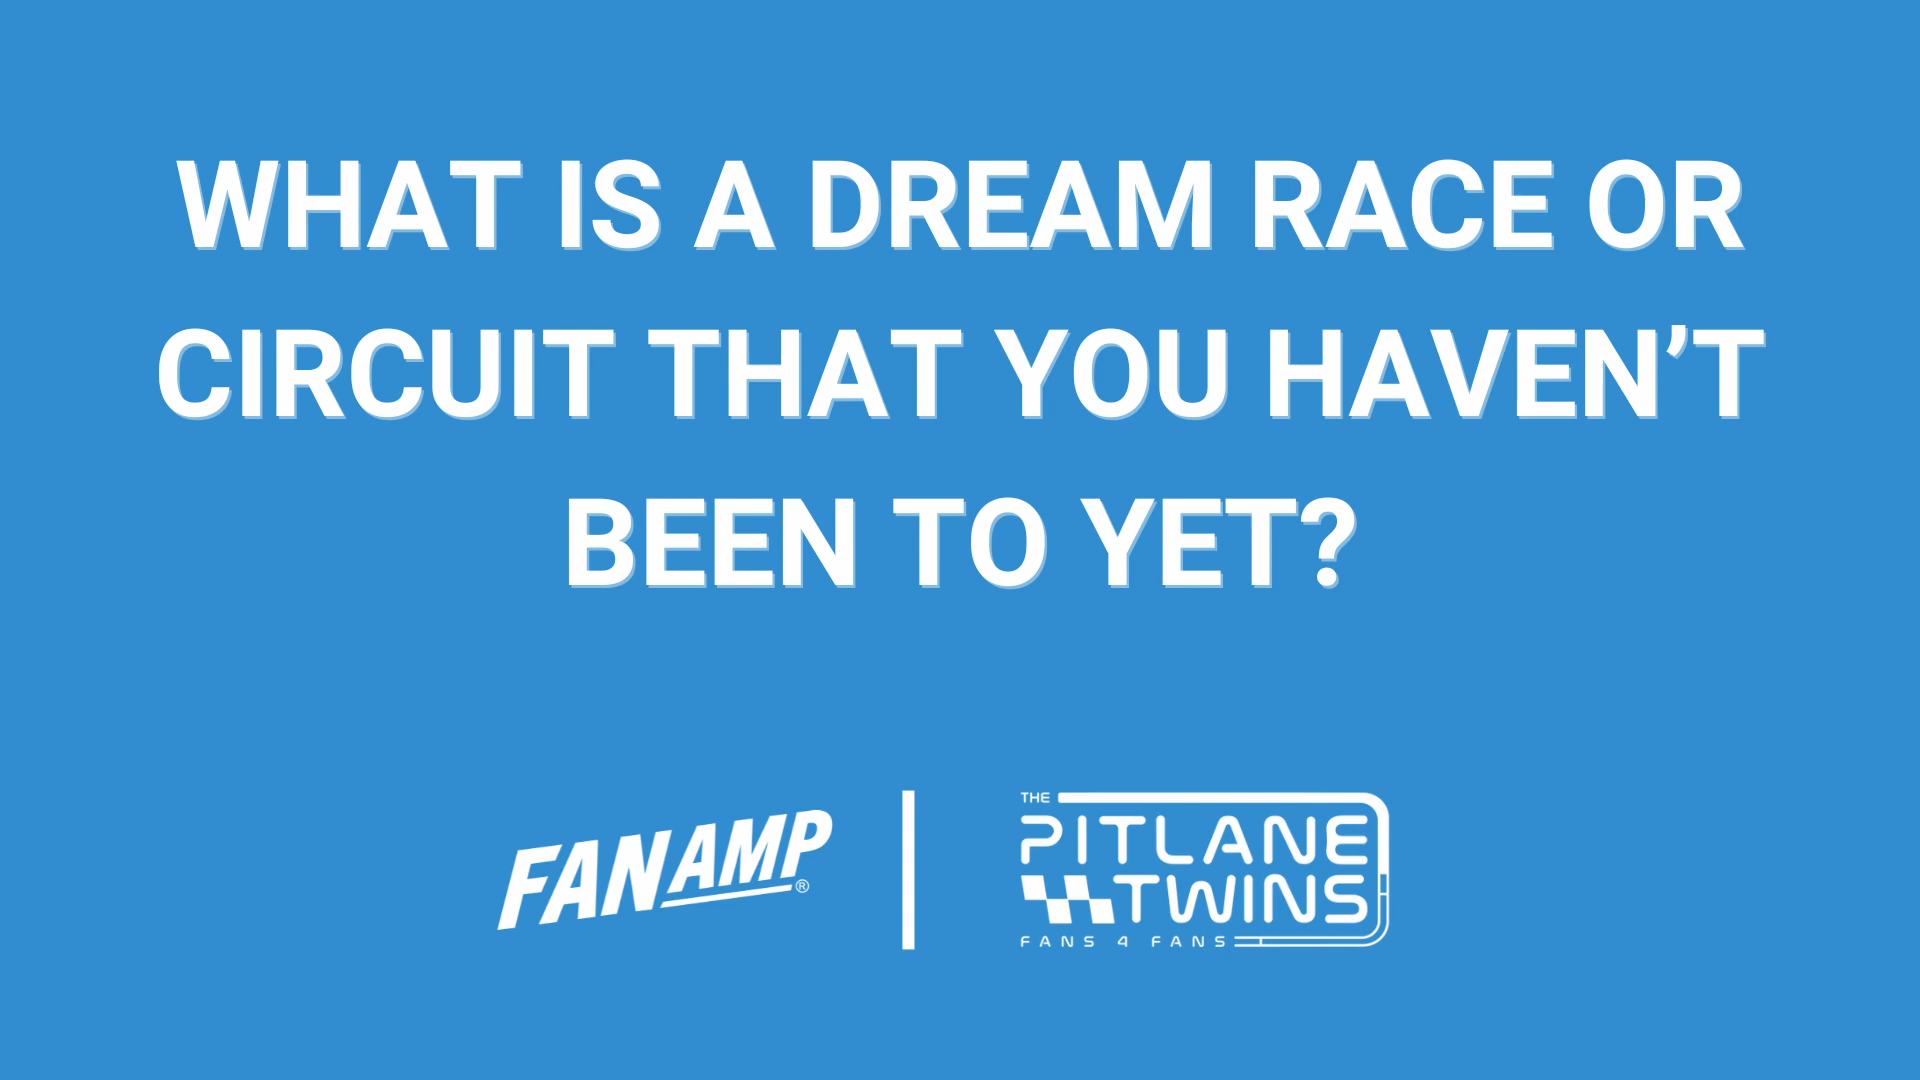 WHAT IS A DREAM RACE OR
CIRCUIT THAT YOU HAVEN’T
BEEN TO YET?
FANAMP®
THE
PITLANE
TWINS
FANS 4 FANS